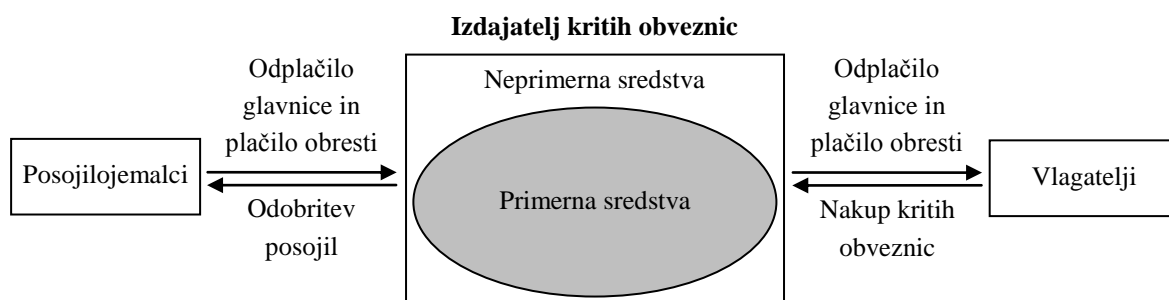 Izdajatelj kritih obveznic
Odplačilo
glavnice in
plačilo obresti
Neprimerna sredstva
Odplačilo
glavnice in
plačilo obresti
Posojilojemalci
Primerna sredstva
Vlagatelji
Odobritev
posojil
Nakup kritih
obveznic